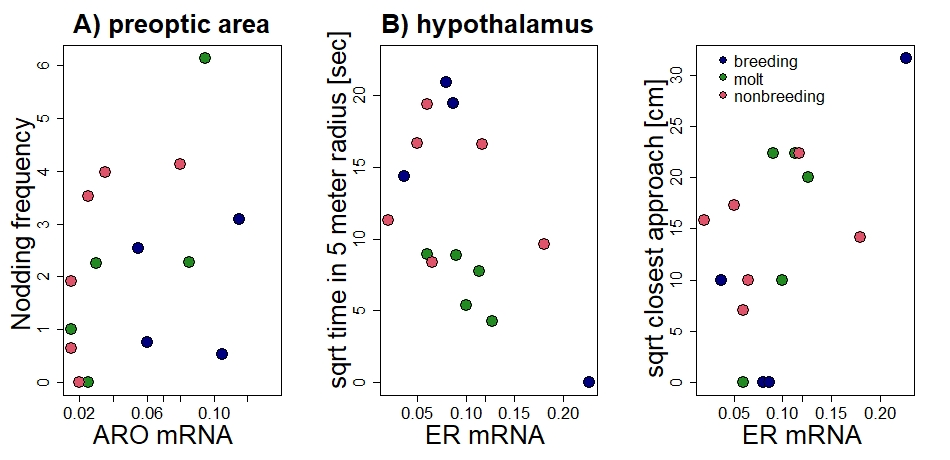 A) preoptic area
B) hypothalamus
Nodding frequency
6
5
4
3
2
1
0
0.02
0.06
0.10
ARO mRNA
sqrt time in 5 meter radius [sec]
20
15
10
5
0
0.05
0.10
0.15
0.20
ER mRNA
sqrt closest approach [cm]
30
25
20
15
10
5
0
breeding
molt
nonbreeding
0.05
0.10
0.15
0.20
ER mRNA